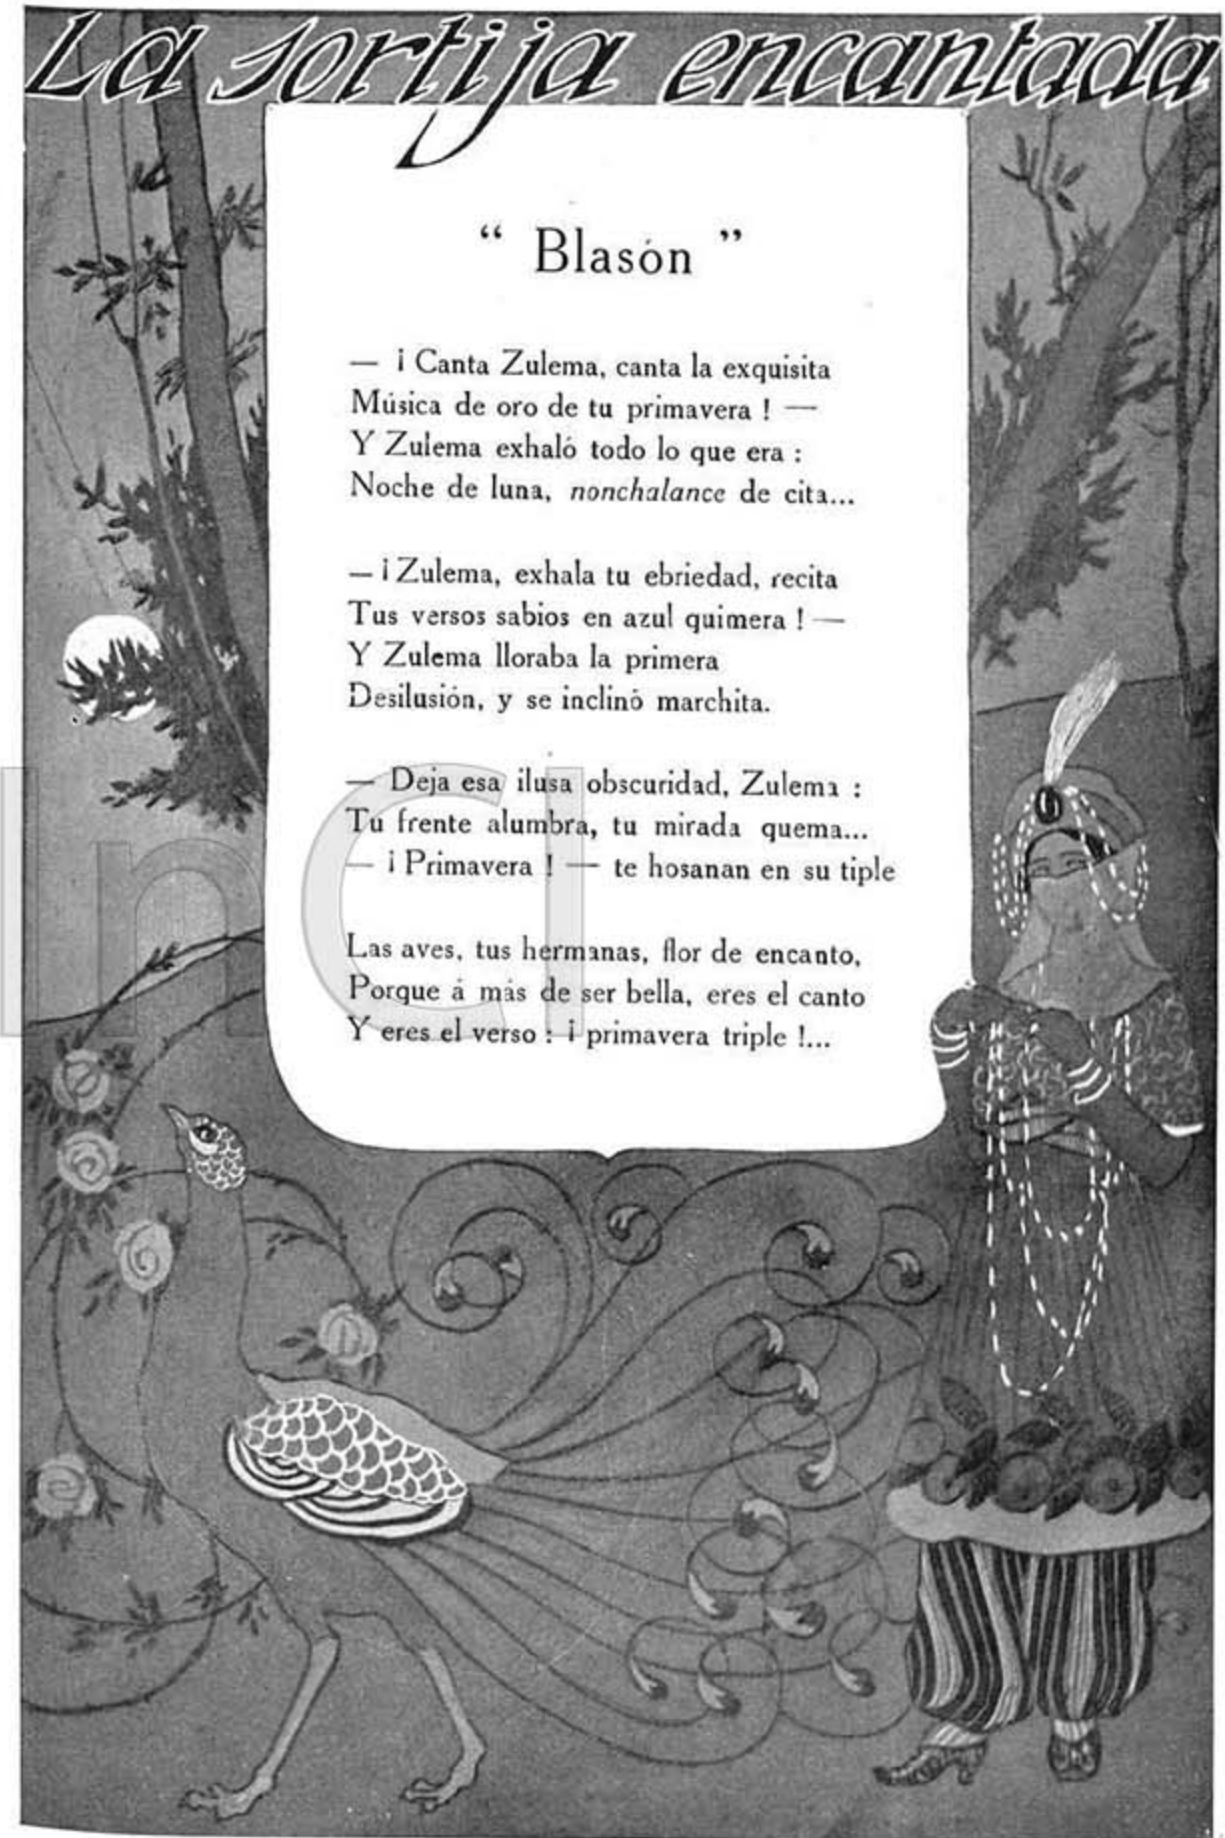 La sortija encantada
“ Blasón ”
— ¡ Canta Zulema, canta la exquisita
Música de oro de tu primavera ! —
Y Zulema exhaló todo lo que era :
Noche de luna, nonchalance de cita...
— ¡ Zulema, exhala tu ebriedad, recita
Tus versos sabios en azul quimera ! —
Y Zulema lloraba la primera
Desilusión, y se inclinó marchita.
— Deja esa ilusa obscuridad, Zulema :
Tu frente alumbra, tu mirada quema...
— ¡ Primavera ! — te hosanan en su tiple
Las aves, tus hermanas, flor de encanto,
Porque á más de ser bella, eres el canto
Y eres el verso : ¡ primavera triple !...